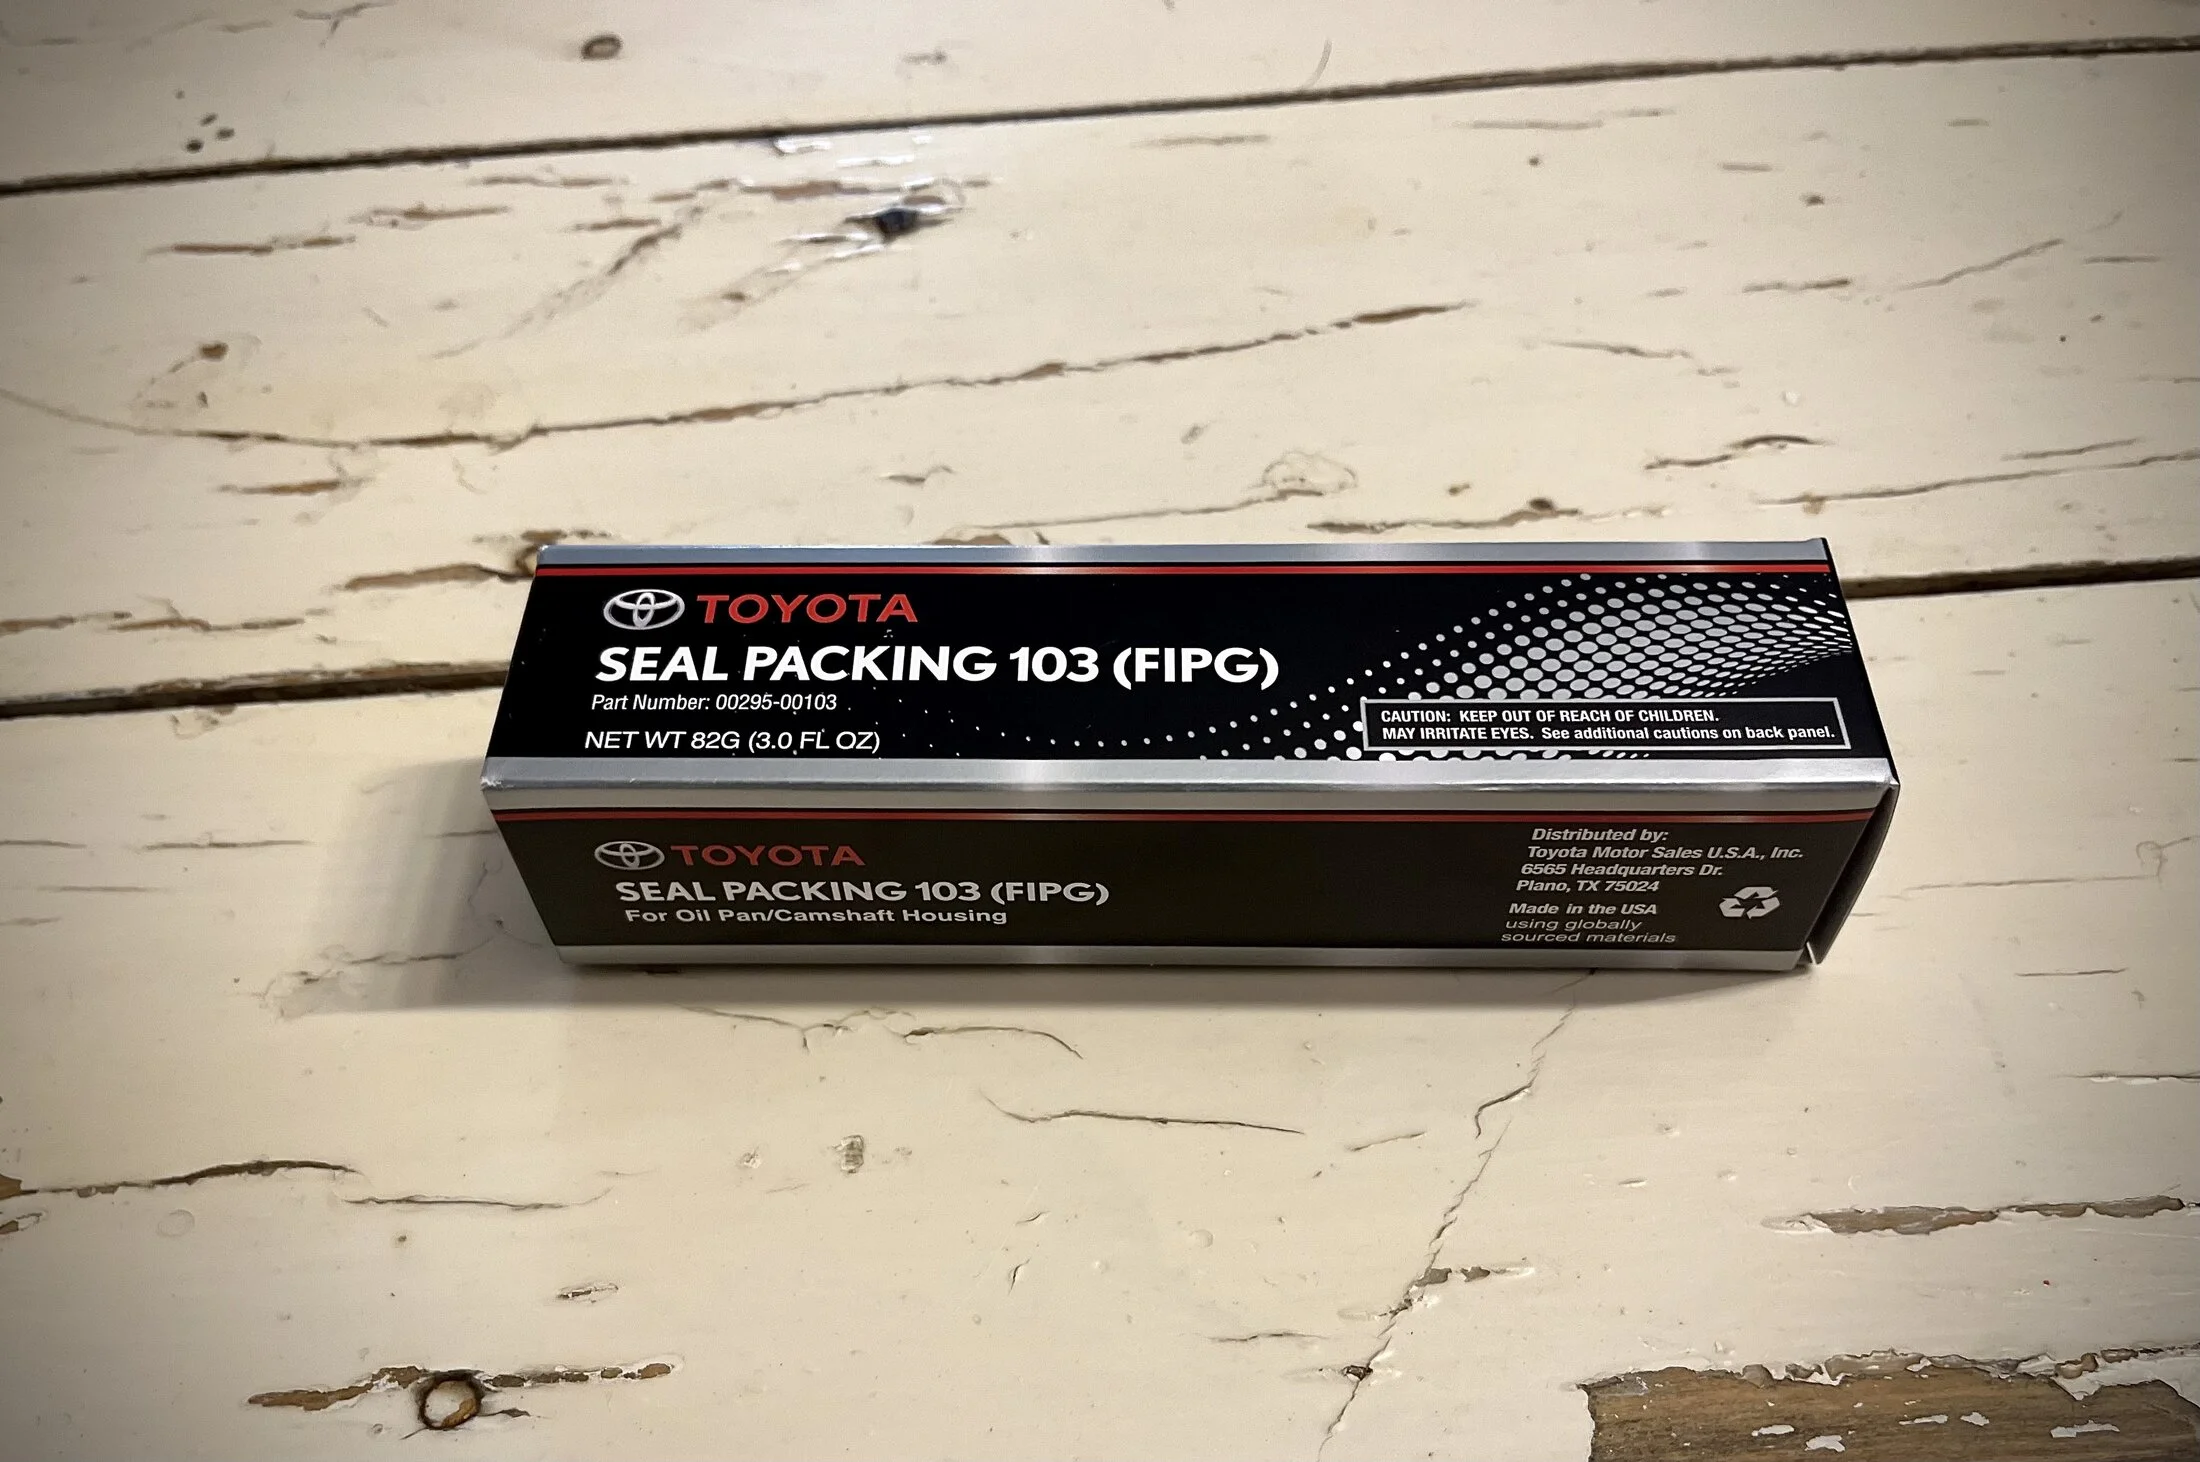 TOYOTA
SEAL PACKING 103 (FIPG)
Part Number: 00295-00103
NET WT 82G (3.0 FL OZ)
CAUTION: KEEP OUT OF REACH OF CHILDREN.
MAY IRRITATE EYES. See additional cautions on back panel.
TOYOTA
SEAL PACKING 103 (FIPG)
For Oil Pan/Camshaft Housing
Distributed by:
Toyota Motor Sales U.S.A., Inc.
6565 Headquarters Dr.
Plano, TX 75024
Made in the USA
using globally
sourced materials